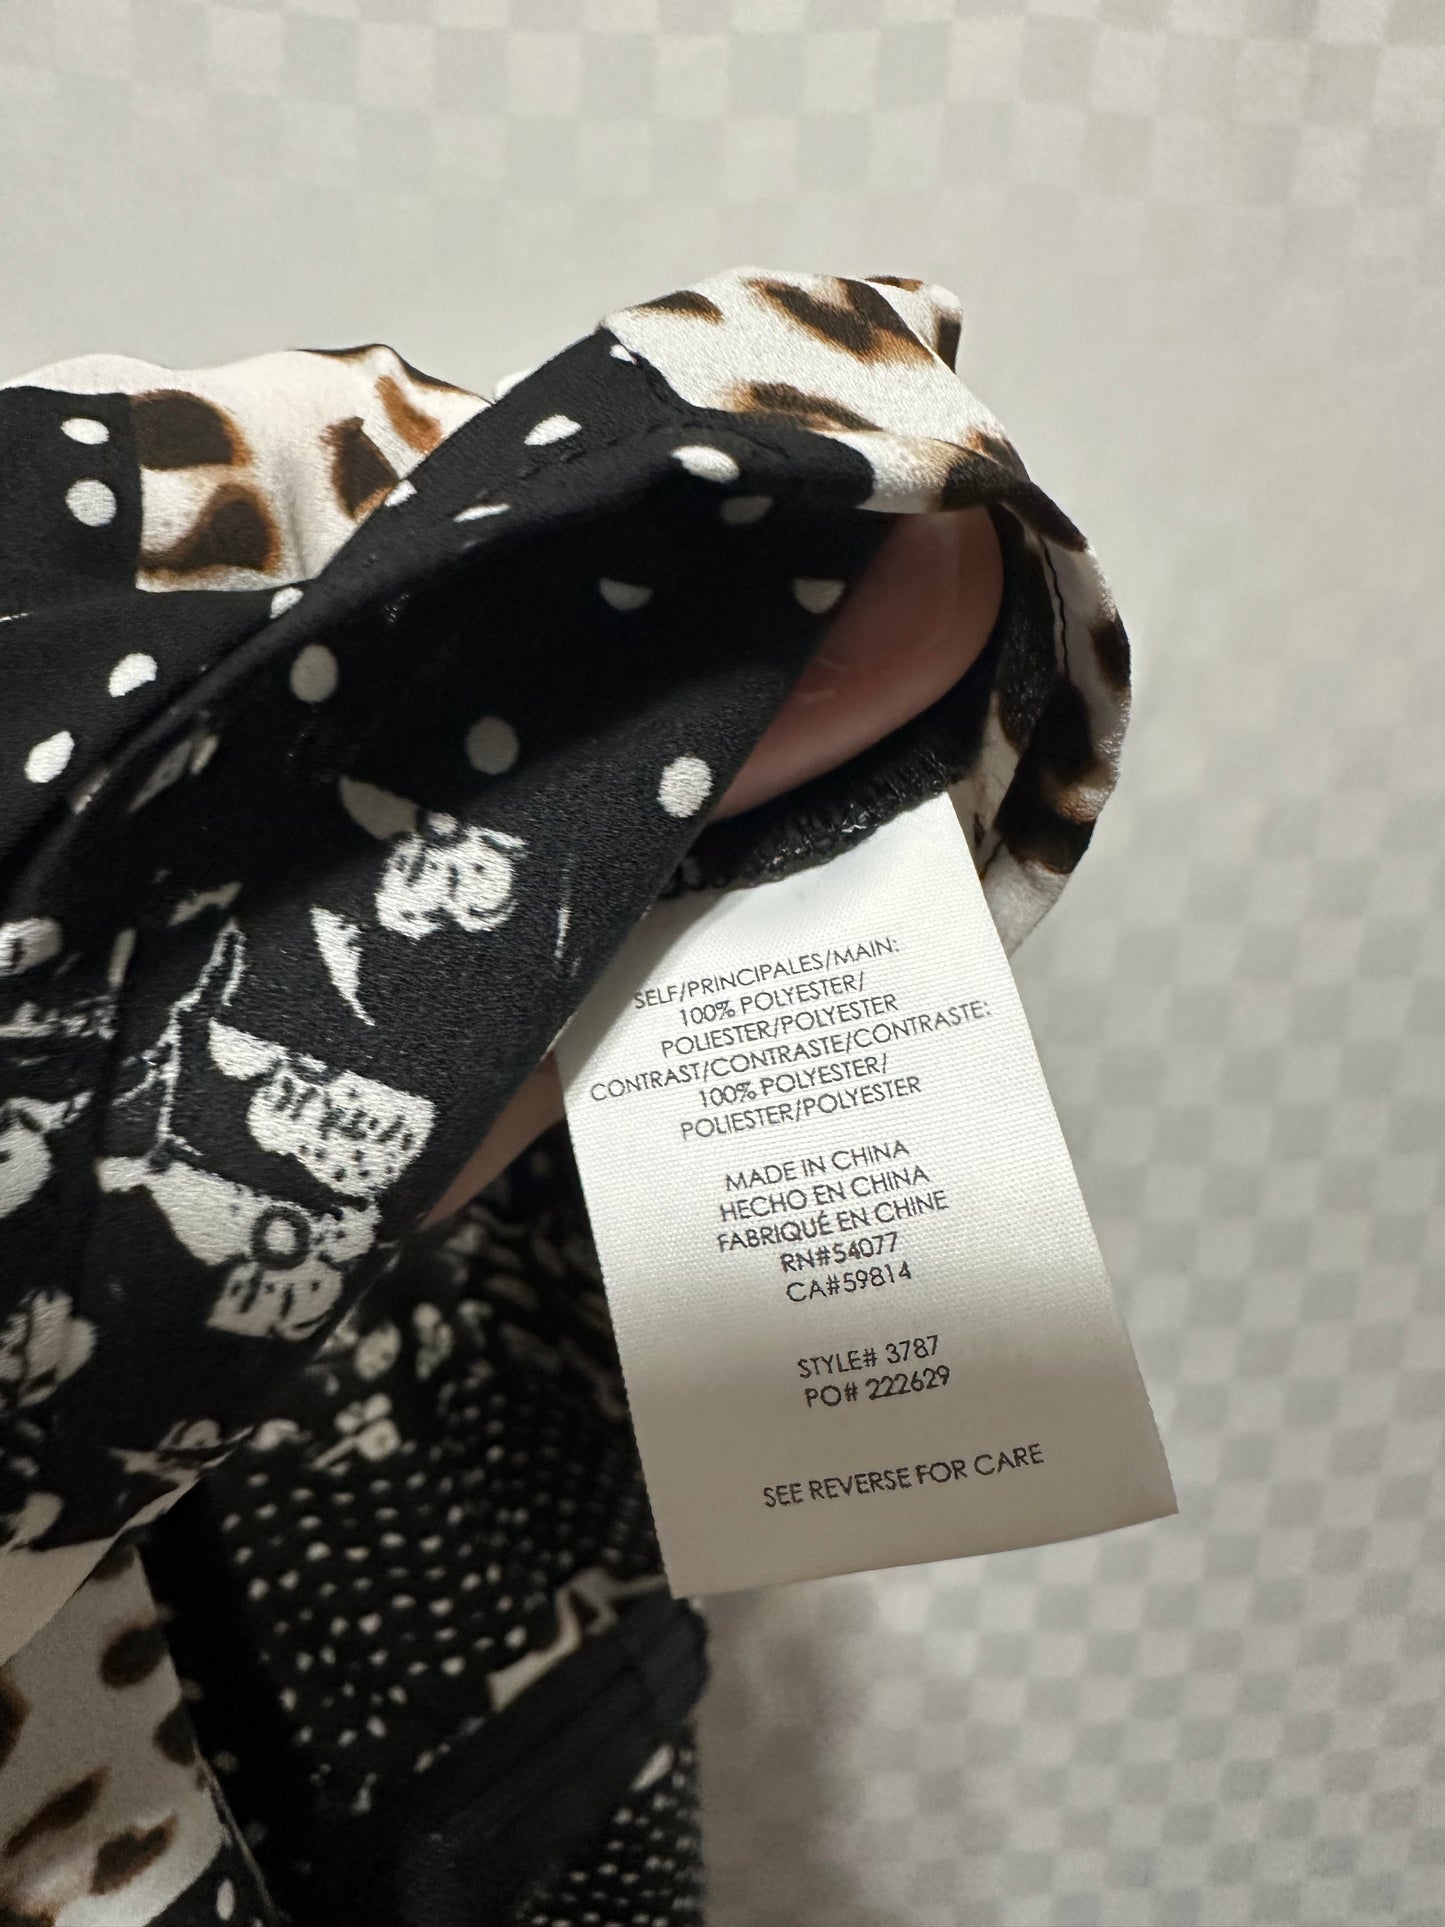 SELF/PRINCIPALES/MAIN:
100% POLYESTER/
POLIESTER/POLYESTER
CONTRAST/CONTRASTE/CONTRASTE:
100% POLYESTER/
POLIESTER/POLYESTER
MADE IN CHINA
HECHO EN CHINA
FABRIQUÉ EN CHINE
RN#54077
CA#59814
STYLE# 3787
PO# 222629
SEE REVERSE FOR CARE